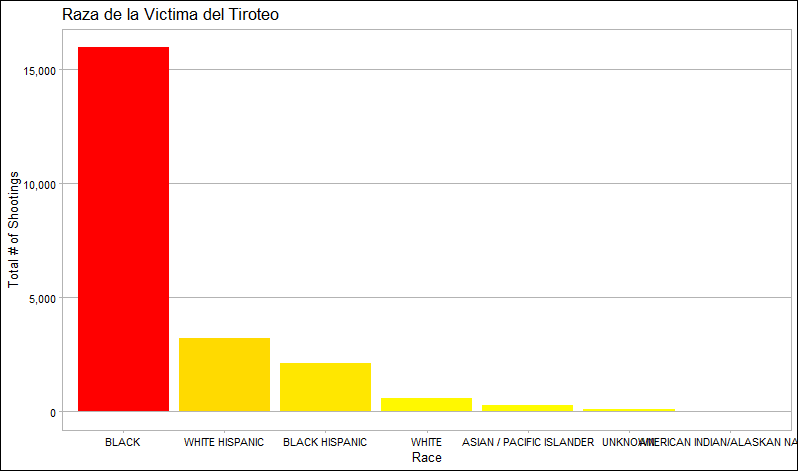 Raza de la Victima del Tiroteo
Total # of Shootings
15,000
10,000
5,000
0
BLACK
WHITE HISPANIC
BLACK HISPANIC
WHITE
ASIAN / PACIFIC ISLANDER
UNKNOWN
AMERICAN INDIAN/ALASKAN NA
Race